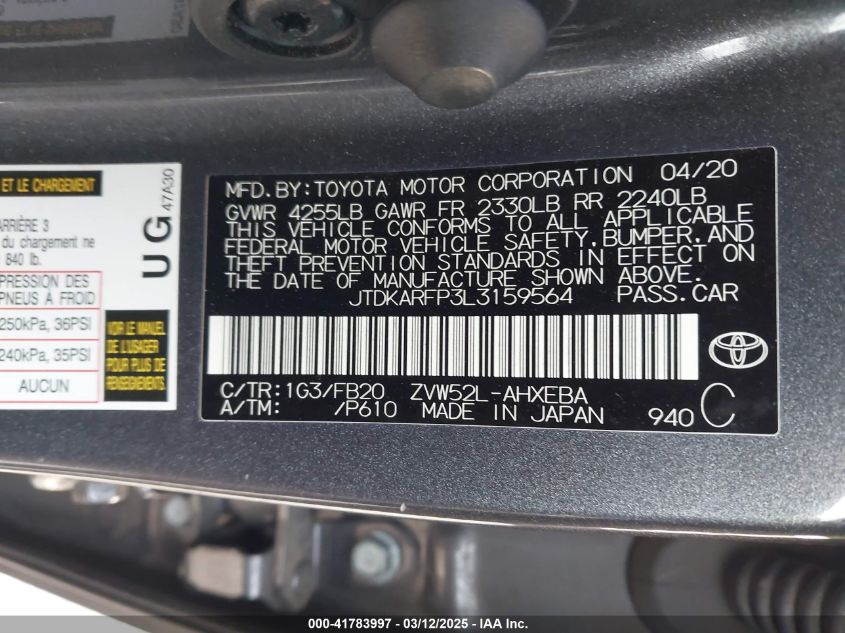 ET LE CHARGEMENT
ARRIÈRE 3
du chargement ne
840 lb.
PRESSION DES
PNEUS À FROID
250kPa, 36PSI
240kPa, 35PSI
AUCUN
VOIR LE MANUEL
DE L'USAGER
POUR PLUS
UG
47A30
MFD.BY:TOYOTA MOTOR CORPORATION 04/20
GVWR 4255LB GAWR FR 2330LB RR 2240LB
THIS VEHICLE CONFORMS TO ALL APPLICABLE
FEDERAL MOTOR VEHICLE SAFETY,BUMPER,AND
THEFT PREVENTION STANDARDS IN EFFECT ON
THE DATE OF MANUFACTURE SHOWN ABOVE.
JTDKARFP3L3159564 PASS.CAR
C/TR:1G3/FB20 ZVW52L-AHXEBA
A/TM: /P610 MADE IN JAPAN 940 C
000-41783997 - 03/12/2025 - IAA Inc.